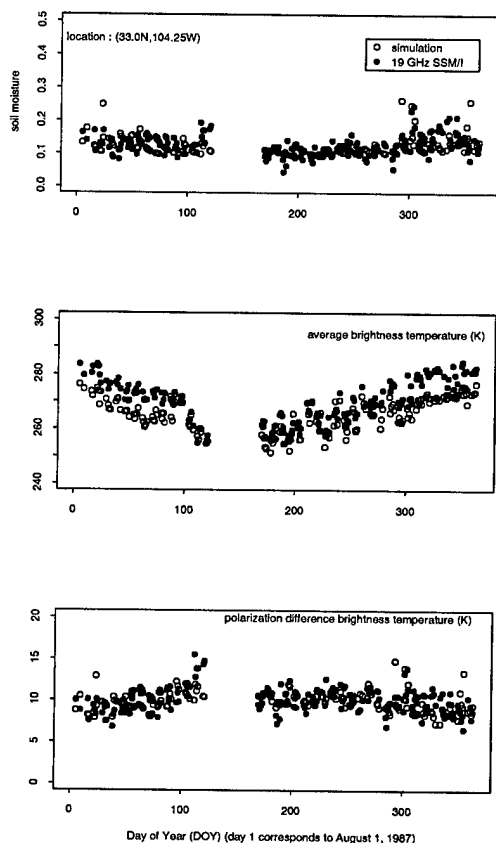 0.5
location : (33.0N,104.25W)
simulation
19 GHz SSM/I
0.4
0.3
0.2
0.1
0.0
soil moisture
0 100 200 300
300
average brightness temperature (K)
280
260
240
0 100 200 300
20
polarization difference brightness temperature (K)
15
10
5
0
0 100 200 300
Day of Year (DOY) (day 1 corresponds to August 1, 1987)